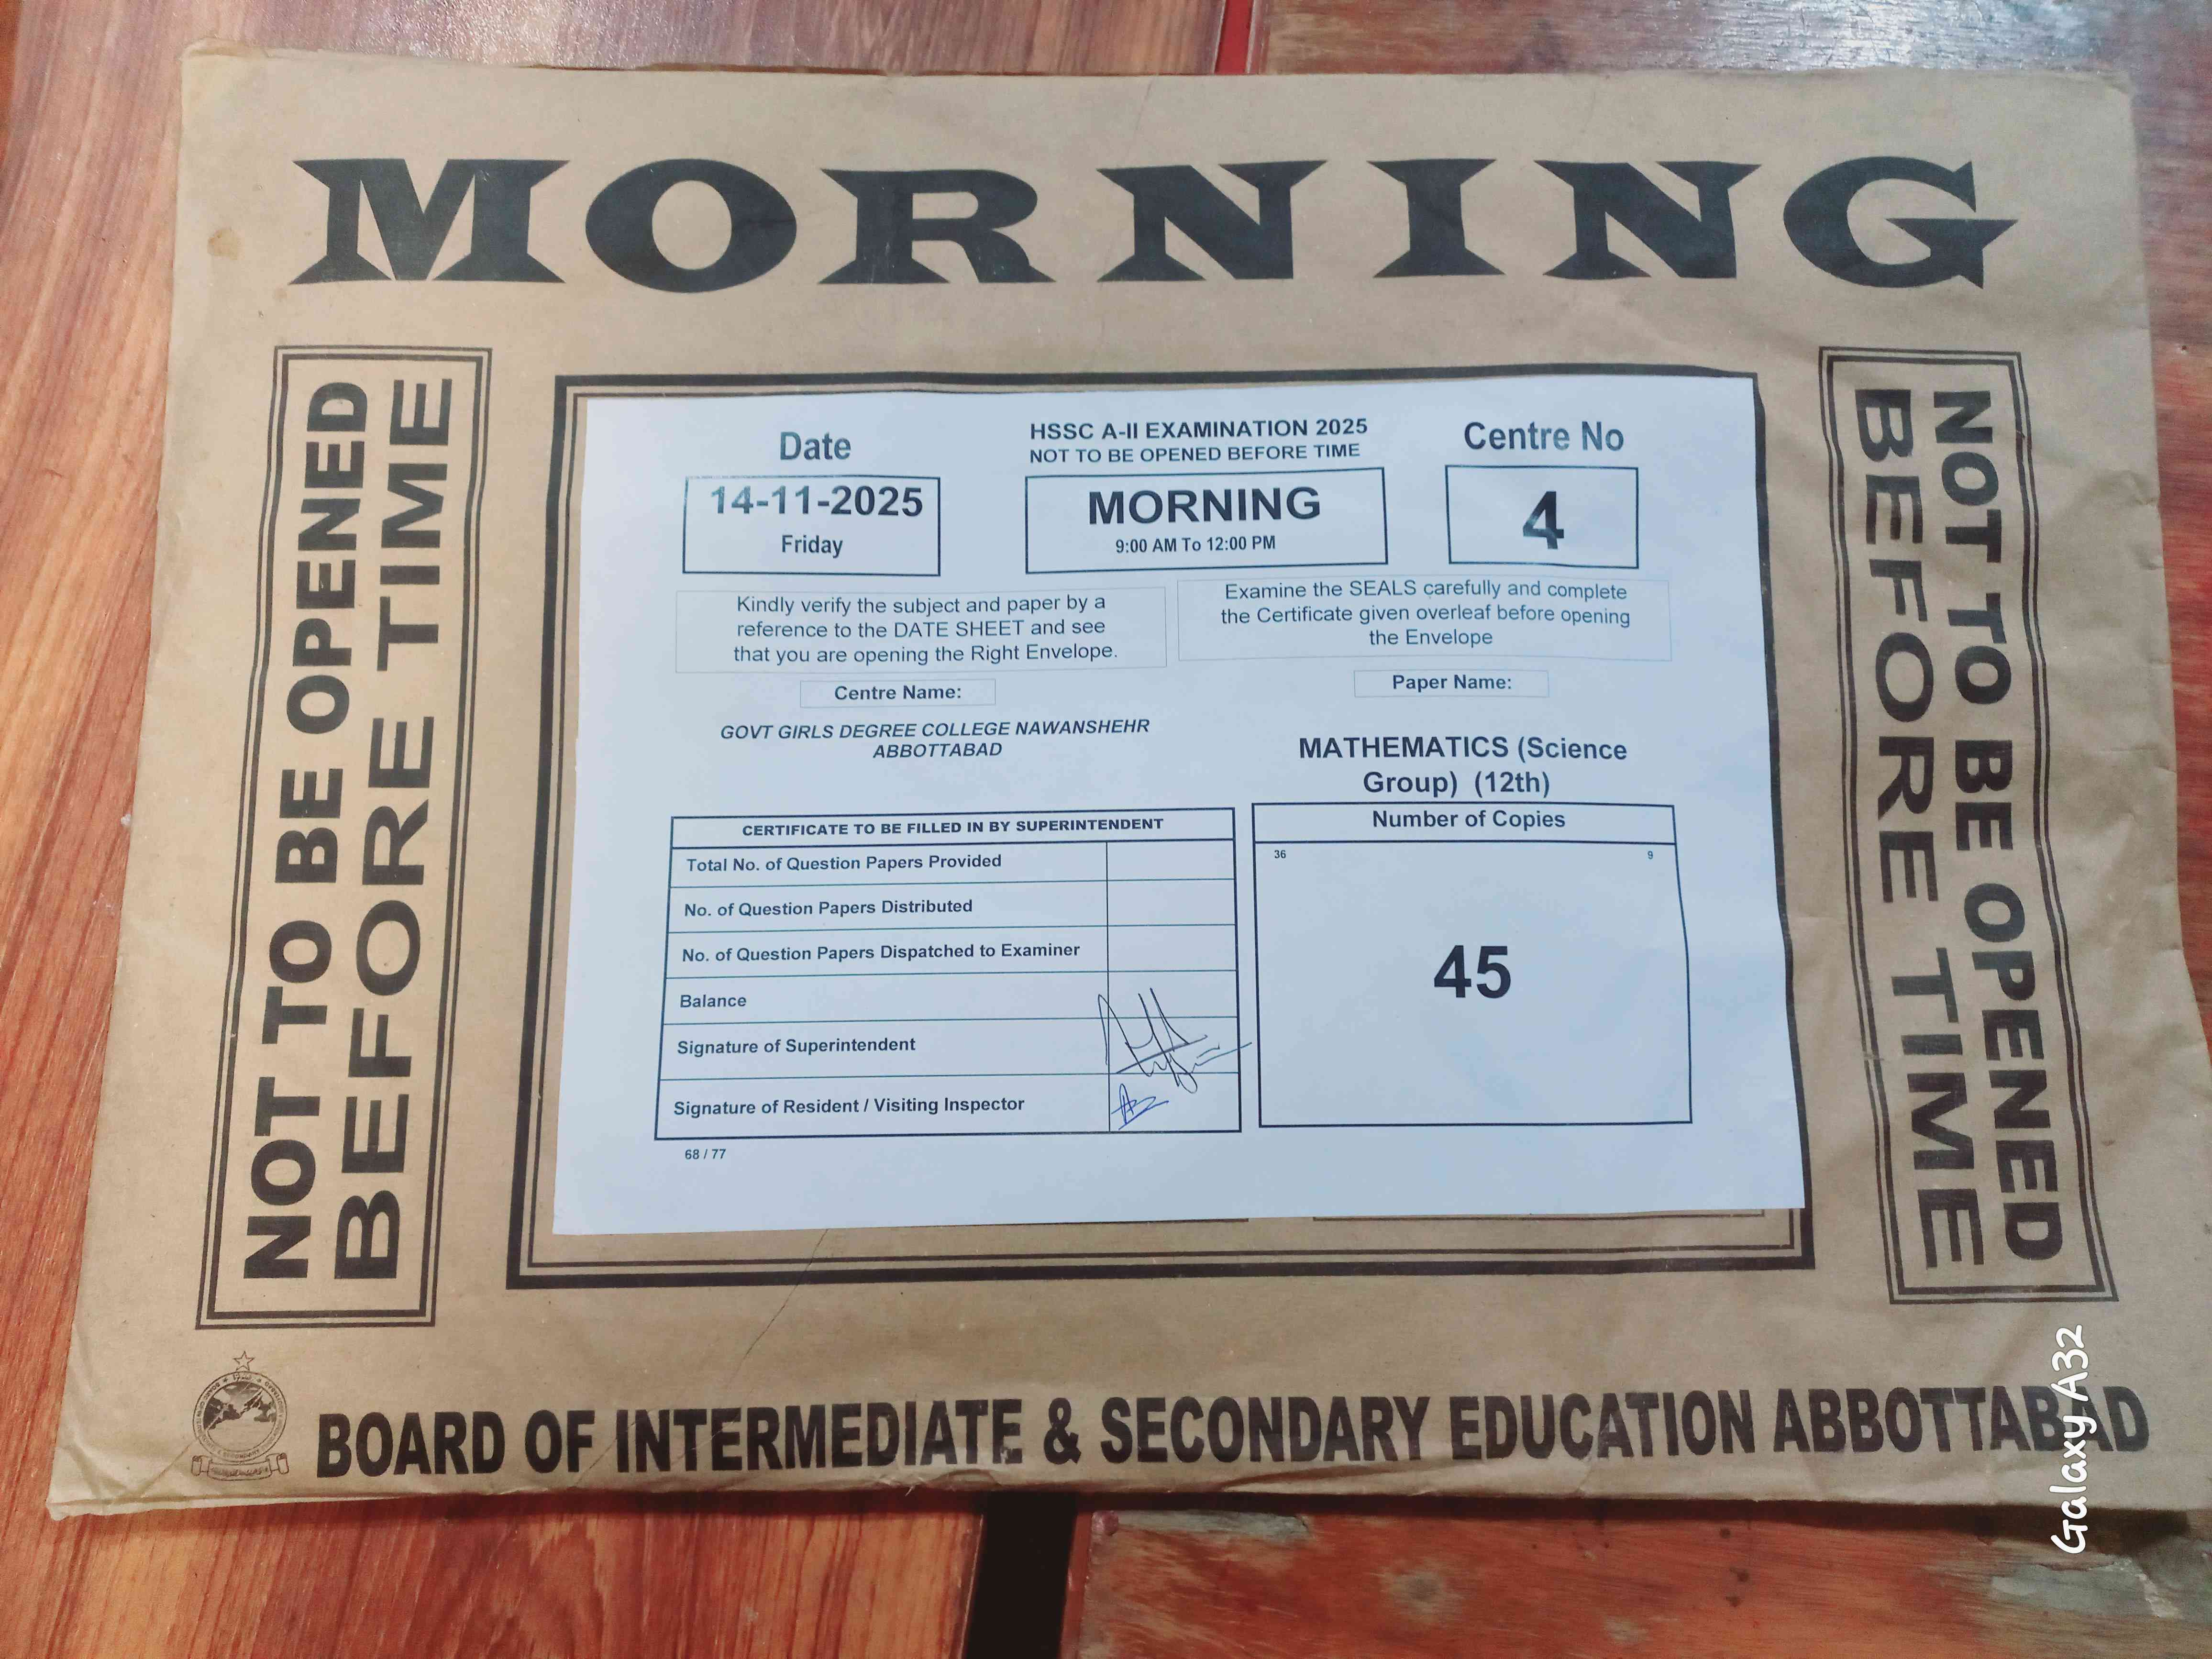 MORNING
NOT TO BE OPENED
BEFORE TIME
Date
14-11-2025
Friday
HSSC A-II EXAMINATION 2025
NOT TO BE OPENED BEFORE TIME
MORNING
9:00 AM To 12:00 PM
Centre No
4
Kindly verify the subject and paper by a
reference to the DATE SHEET and see
that you are opening the Right Envelope.
Examine the SEALS carefully and complete
the Certificate given overleaf before opening
the Envelope
Centre Name:
GOVT GIRLS DEGREE COLLEGE NAWANSHEHR
ABBOTTABAD
Paper Name:
MATHEMATICS (Science
Group) (12th)
CERTIFICATE TO BE FILLED IN BY SUPERINTENDENT
Total No. of Question Papers Provided
No. of Question Papers Distributed
No. of Question Papers Dispatched to Examiner
Balance
Signature of Superintendent
Signature of Resident / Visiting Inspector
68 / 77
Number of Copies
36 9
45
NOT TO BE OPENED
BEFORE TIME
BOARD OF INTERMEDIATE & SECONDARY EDUCATION ABBOTTABAD
Galaxy A32